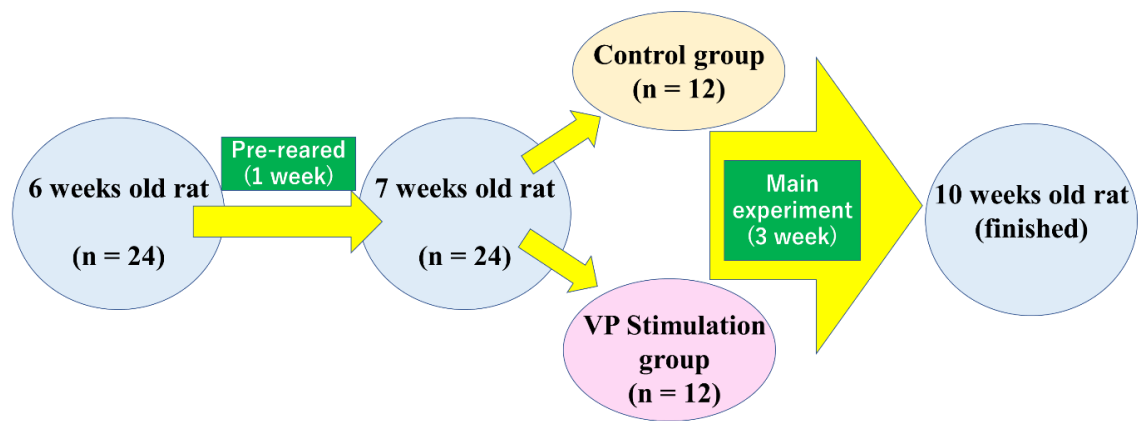 6 weeks old rat
(n = 24)
Pre-reared
(1 week)
7 weeks old rat
(n = 24)
Control group
(n = 12)
VP Stimulation
group
(n = 12)
Main
experiment
(3 week)
10 weeks old rat
(finished)